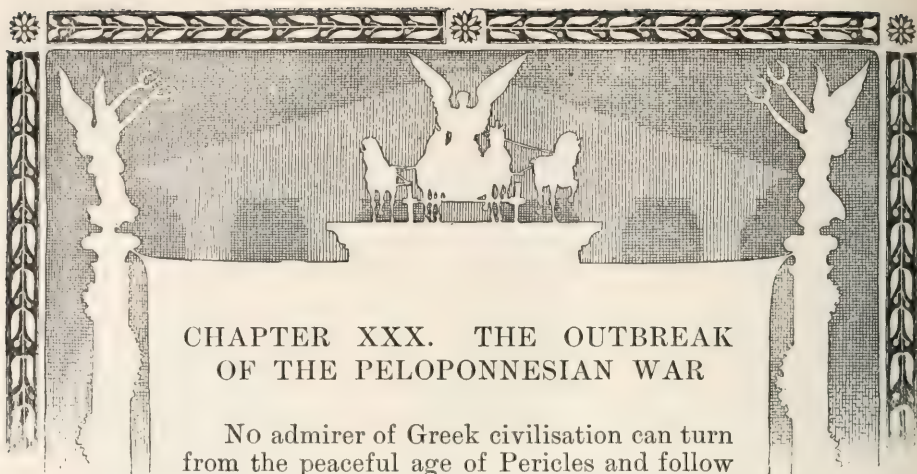 CHAPTER XXX. THE OUTBREAK
OF THE PELOPONNESIAN WAR
No admirer of Greek civilisation can turn
from the peaceful age of Pericles and follow